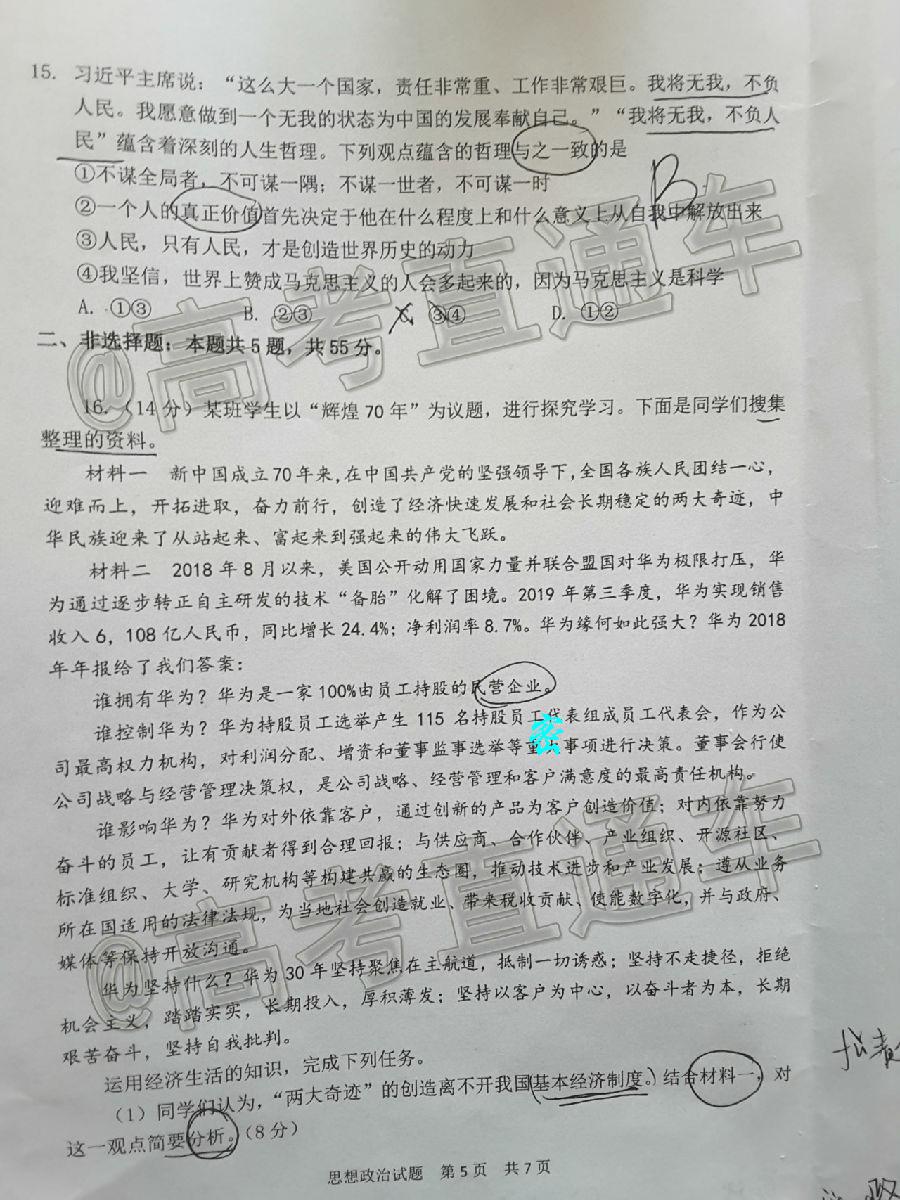 15. 习近平主席说：“这么大一个国家，责任非常重、工作非常艰巨。我将无我，不负
人民。我愿意做到一个无我的状态为中国的发展奉献自己。”“我将无我，不负人
民”蕴含着深刻的人生哲理。下列观点蕴含的哲理与之一致的是
①不谋全局者，不可谋一隅；不谋一世者，不可谋一时
B
②一个人的真正价值首先决定于他在什么程度上和什么意义上从自我中解放出来
③人民，只有人民，才是创造世界历史的动力
④我坚信，世界上赞成马克思主义的人会多起来的，因为马克思主义是科学
A. ①③ B. ②③ C. ③④ D. ①②
@高考直通车
二、非选择题：本题共5题，共55分。
16.（14分）某班学生以“辉煌70年”为议题，进行探究学习。下面是同学们搜集
整理的资料。
材料一 新中国成立70年来，在中国共产党的坚强领导下，全国各族人民团结一心，
迎难而上，开拓进取，奋力前行，创造了经济快速发展和社会长期稳定的两大奇迹，中
华民族迎来了从站起来、富起来到强起来的伟大飞跃。
材料二 2018年8月以来，美国公开动用国家力量并联合盟国对华为极限打压，华
为通过逐步转正自主研发的技术“备胎”化解了困境。2019年第三季度，华为实现销售
收入6，108亿人民币，同比增长24.4%；净利润率8.7%。华为缘何如此强大？华为2018
年年报给了我们答案：
谁拥有华为？华为是一家100%由员工持股的民营企业。
谁控制华为？华为持股员工选举产生115名持股员工代表组成员工代表会，作为公
密
司最高权力机构，对利润分配、增资和董事监事选举等重大事项进行决策。董事会行使
公司战略与经营管理决策权，是公司战略、经营管理和客户满意度的最高责任机构。
谁影响华为？华为对外依靠客户，通过创新的产品为客户创造价值；对内依靠努力
奋斗的员工，让有贡献者得到合理回报；与供应商、合作伙伴、产业组织、开源社区、
标准组织、大学、研究机构等构建共赢的生态圈，推动技术进步和产业发展；遵从业务
所在国适用的法律法规，为当地社会创造就业、带来税收贡献、使能数字化，并与政府、
媒体等保持开放沟通。
@高考直通车
华为坚持什么？华为30年坚持聚焦在主航道，抵制一切诱惑；坚持不走捷径，拒绝
机会主义，踏踏实实，长期投入，厚积薄发；坚持以客户为中心，以奋斗者为本，长期
艰苦奋斗，坚持自我批判。
运用经济生活的知识，完成下列任务。
（1）同学们认为，“两大奇迹”的创造离不开我国基本经济制度。结合材料一，对
这一观点简要分析。（8分）
思想政治试题 第5页 共7页